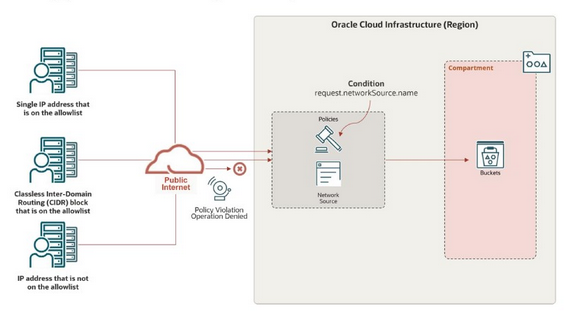 Oracle Cloud Infrastructure (Region)
Compartment
Condition
request.networkSource.name
Single IP address that
is on the allowlist
Policies
Public
Internet
Buckets
Classless Inter-Domain
Routing (CIDR) block
that is on the allowlist
Network
Source
Policy Violation
Operation Denied
IP address that is not
on the allowlist